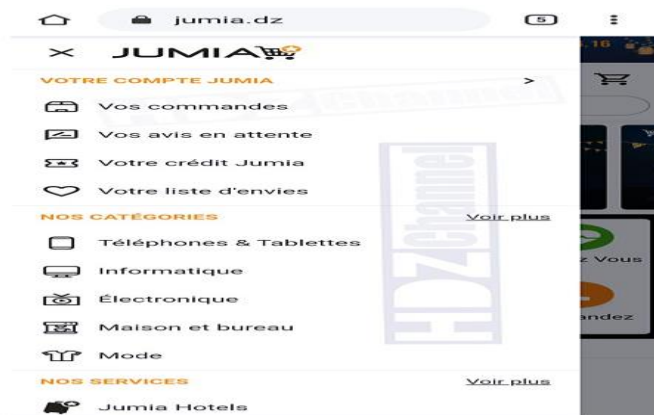 jumia.dz
5
JUMIA
VOTRE COMPTE JUMIA
Vos commandes
Vos avis en attente
Votre crédit Jumia
Votre liste d'envies
NOS CATÉGORIES Voir plus
Téléphones & Tablettes
Informatique
Électronique
Maison et bureau
Mode
NOS SERVICES Voir plus
Jumia Hotels
16
Vous
andez
HDZChannel